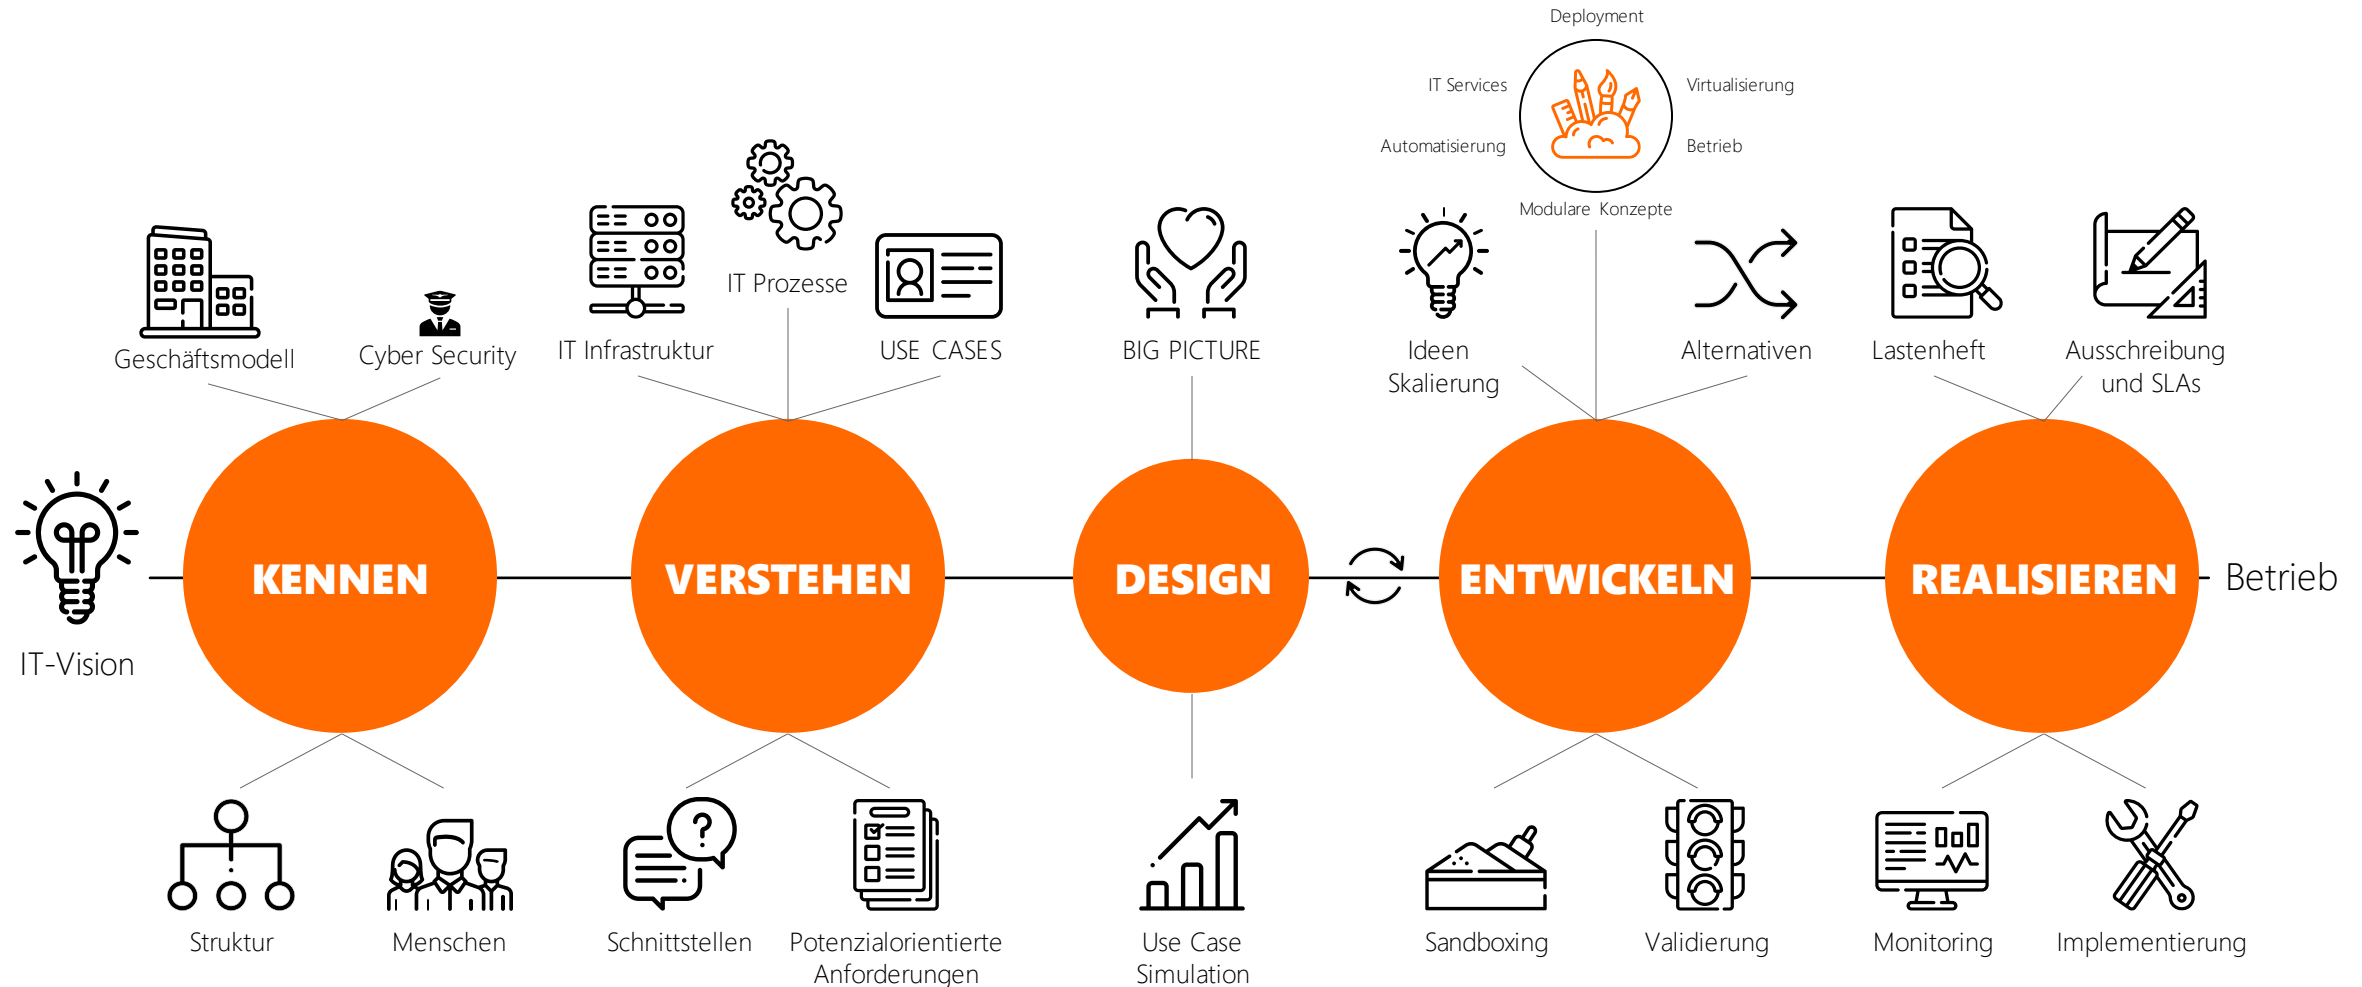 Deployment
IT Services
Virtualisierung
Automatisierung
Betrieb
Modulare Konzepte
IT Prozesse
Geschäftsmodell
Cyber Security
IT Infrastruktur
USE CASES
BIG PICTURE
Ideen
Skalierung
Alternativen
Lastenheft
Ausschreibung
und SLAs
IT-Vision
KENNEN
VERSTEHEN
DESIGN
ENTWICKELN
REALISIEREN
Betrieb
Struktur
Menschen
Schnittstellen
Potenzialorientierte
Anforderungen
Use Case
Simulation
Sandboxing
Validierung
Monitoring
Implementierung